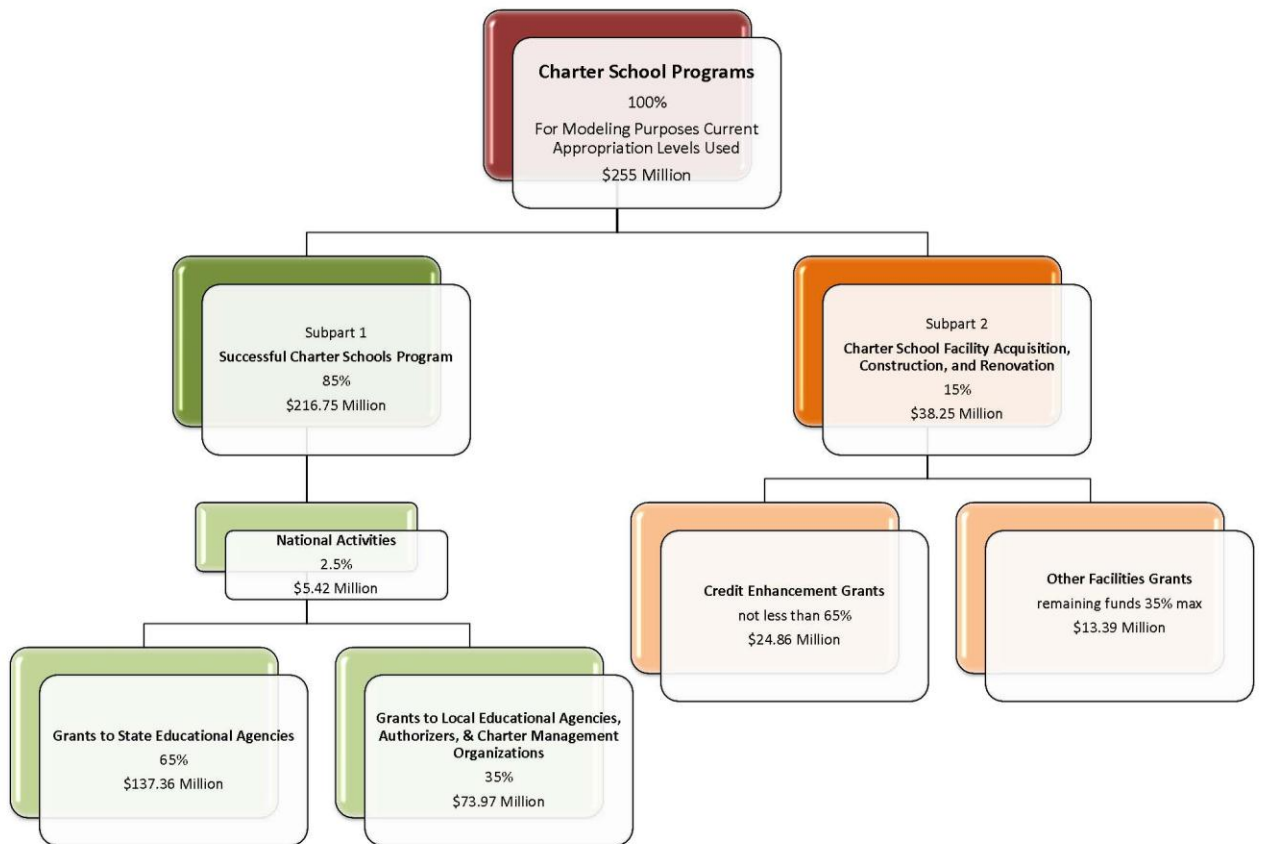 Charter School Programs
100%
For Modeling Purposes Current
Appropriation Levels Used
$255 Million
Subpart 1
Successful Charter Schools Program
85%
$216.75 Million
Subpart 2
Charter School Facility Acquisition,
Construction, and Renovation
15%
$38.25 Million
National Activities
2.5%
$5.42 Million
Credit Enhancement Grants
not less than 65%
$24.86 Million
Other Facilities Grants
remaining funds 35% max
$13.39 Million
Grants to State Educational Agencies
65%
$137.36 Million
Grants to Local Educational Agencies,
Authorizers, & Charter Management
Organizations
35%
$73.97 Million